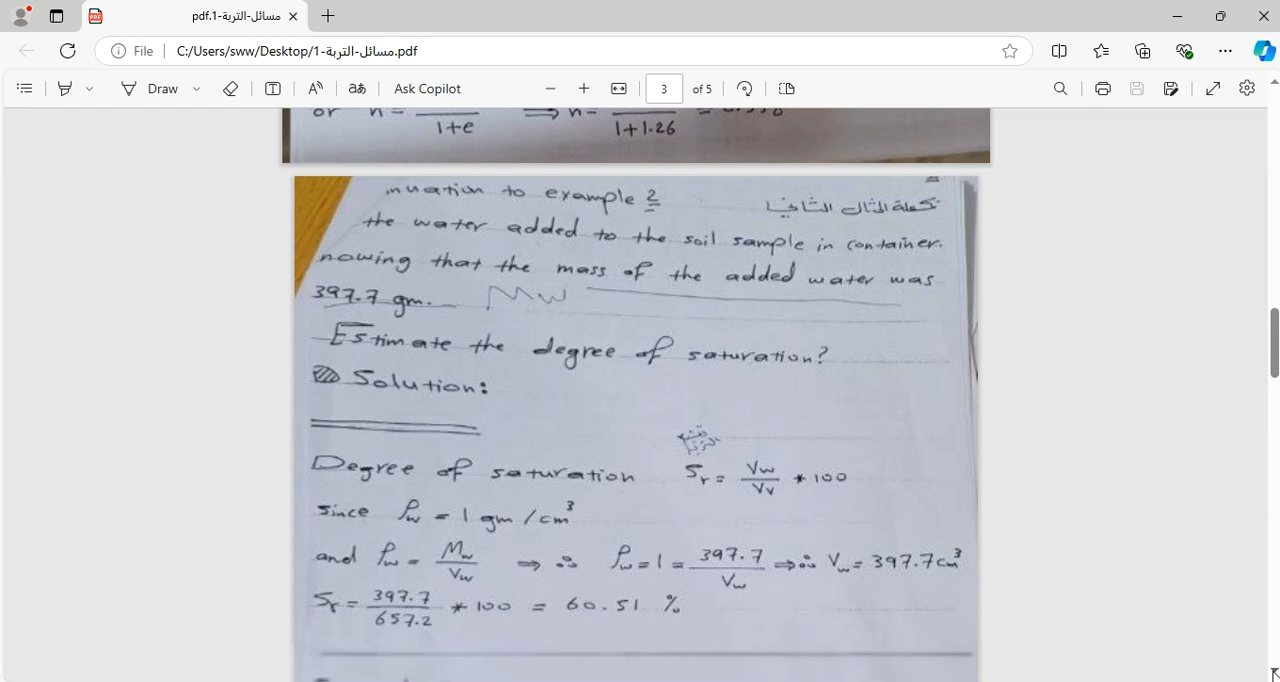 مسائل-التربة-1.pdf
File C:/Users/sww/Desktop/1-مسائل-التربة.pdf
Draw Ask Copilot 3 of 5
or n = / 1+e ⟹ n = / 1+1.26 =
inuation to example 2 تكملة المثال الثاني
the water added to the soil sample in container.
nowing that the mass of the added water was
397.7 gm. Mw
Estimate the degree of saturation?
Solution:
Degree of saturation Sr = Vw/Vv * 100
since ρw = 1 gm/cm³
and ρw = Mw/Vw ⟹ ∴ ρw = 1 = 397.7/Vw ⟹ ∴ Vw = 397.7 cm³
Sr = 397.7/657.2 * 100 = 60.51 %